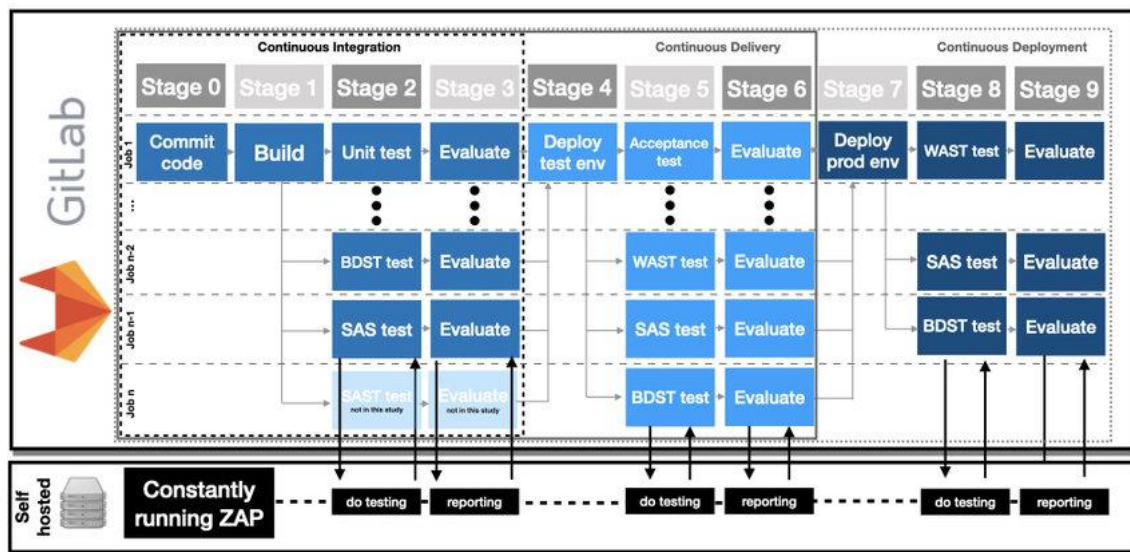 Continuous Integration
Continuous Delivery
Continuous Deployment
Stage 0
Stage 1
Stage 2
Stage 3
Stage 4
Stage 5
Stage 6
Stage 7
Stage 8
Stage 9
GitLab
Job 1
Commit
code
Build
Unit test
Evaluate
Deploy
test env
Acceptance
test
Evaluate
Deploy
prod env
WAST test
Evaluate
...
Job n-2
BDST test
Evaluate
WAST test
Evaluate
SAS test
Evaluate
Job n-1
SAS test
Evaluate
SAS test
Evaluate
BDST test
Evaluate
Job n
SAST test
not in this study
Evaluate
not in this study
BDST test
Evaluate
Self
hosted
Constantly
running ZAP
do testing
reporting
do testing
reporting
do testing
reporting